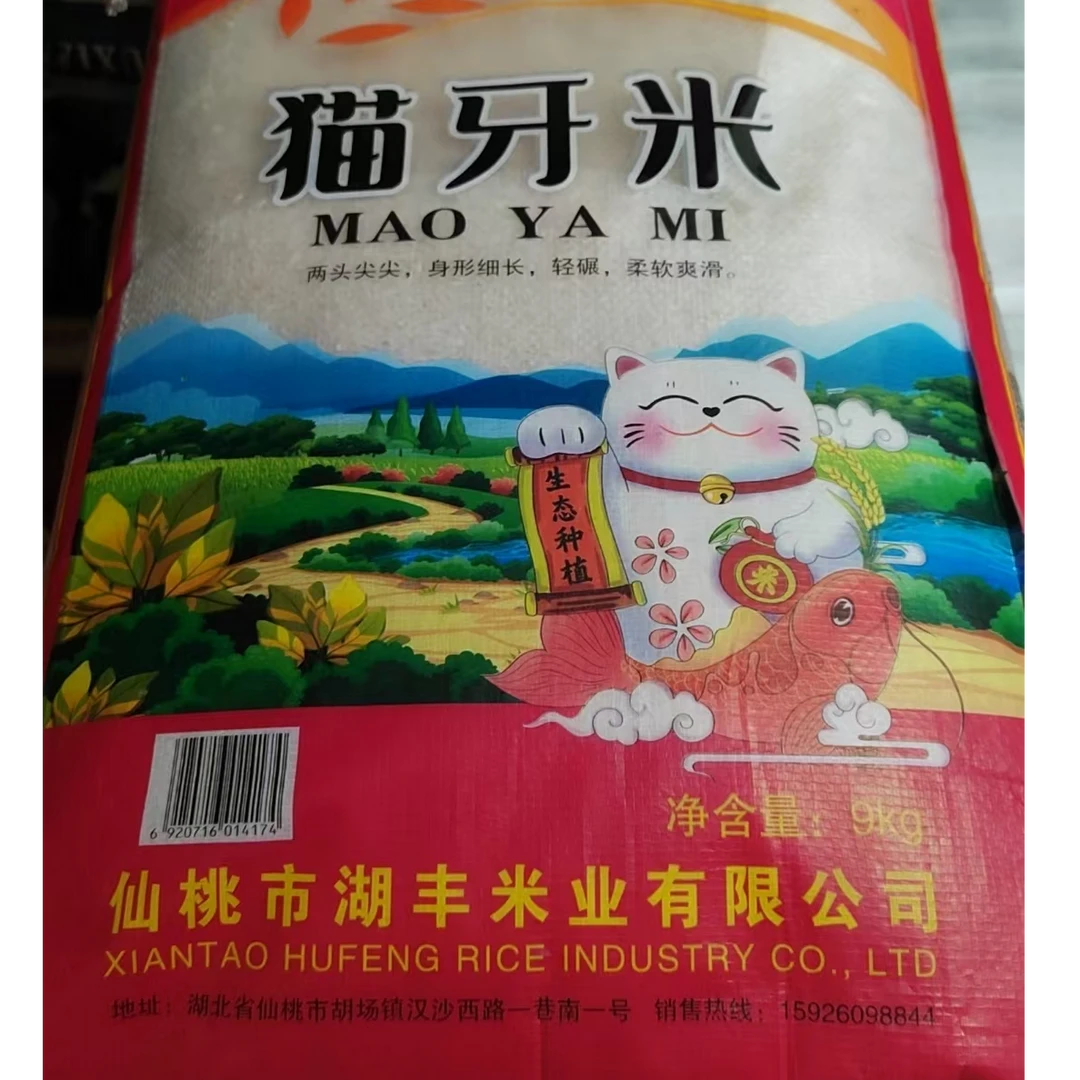 猫牙米
MAO YA MI
两头尖尖，身形细长，轻碾，柔软爽滑。
生态种植
米
6 920716 014174
净含量：9kg
仙桃市湖丰米业有限公司
XIANTAO HUFENG RICE INDUSTRY CO., LTD
地址：湖北省仙桃市胡场镇汉沙西路一巷南一号 销售热线：15926098844